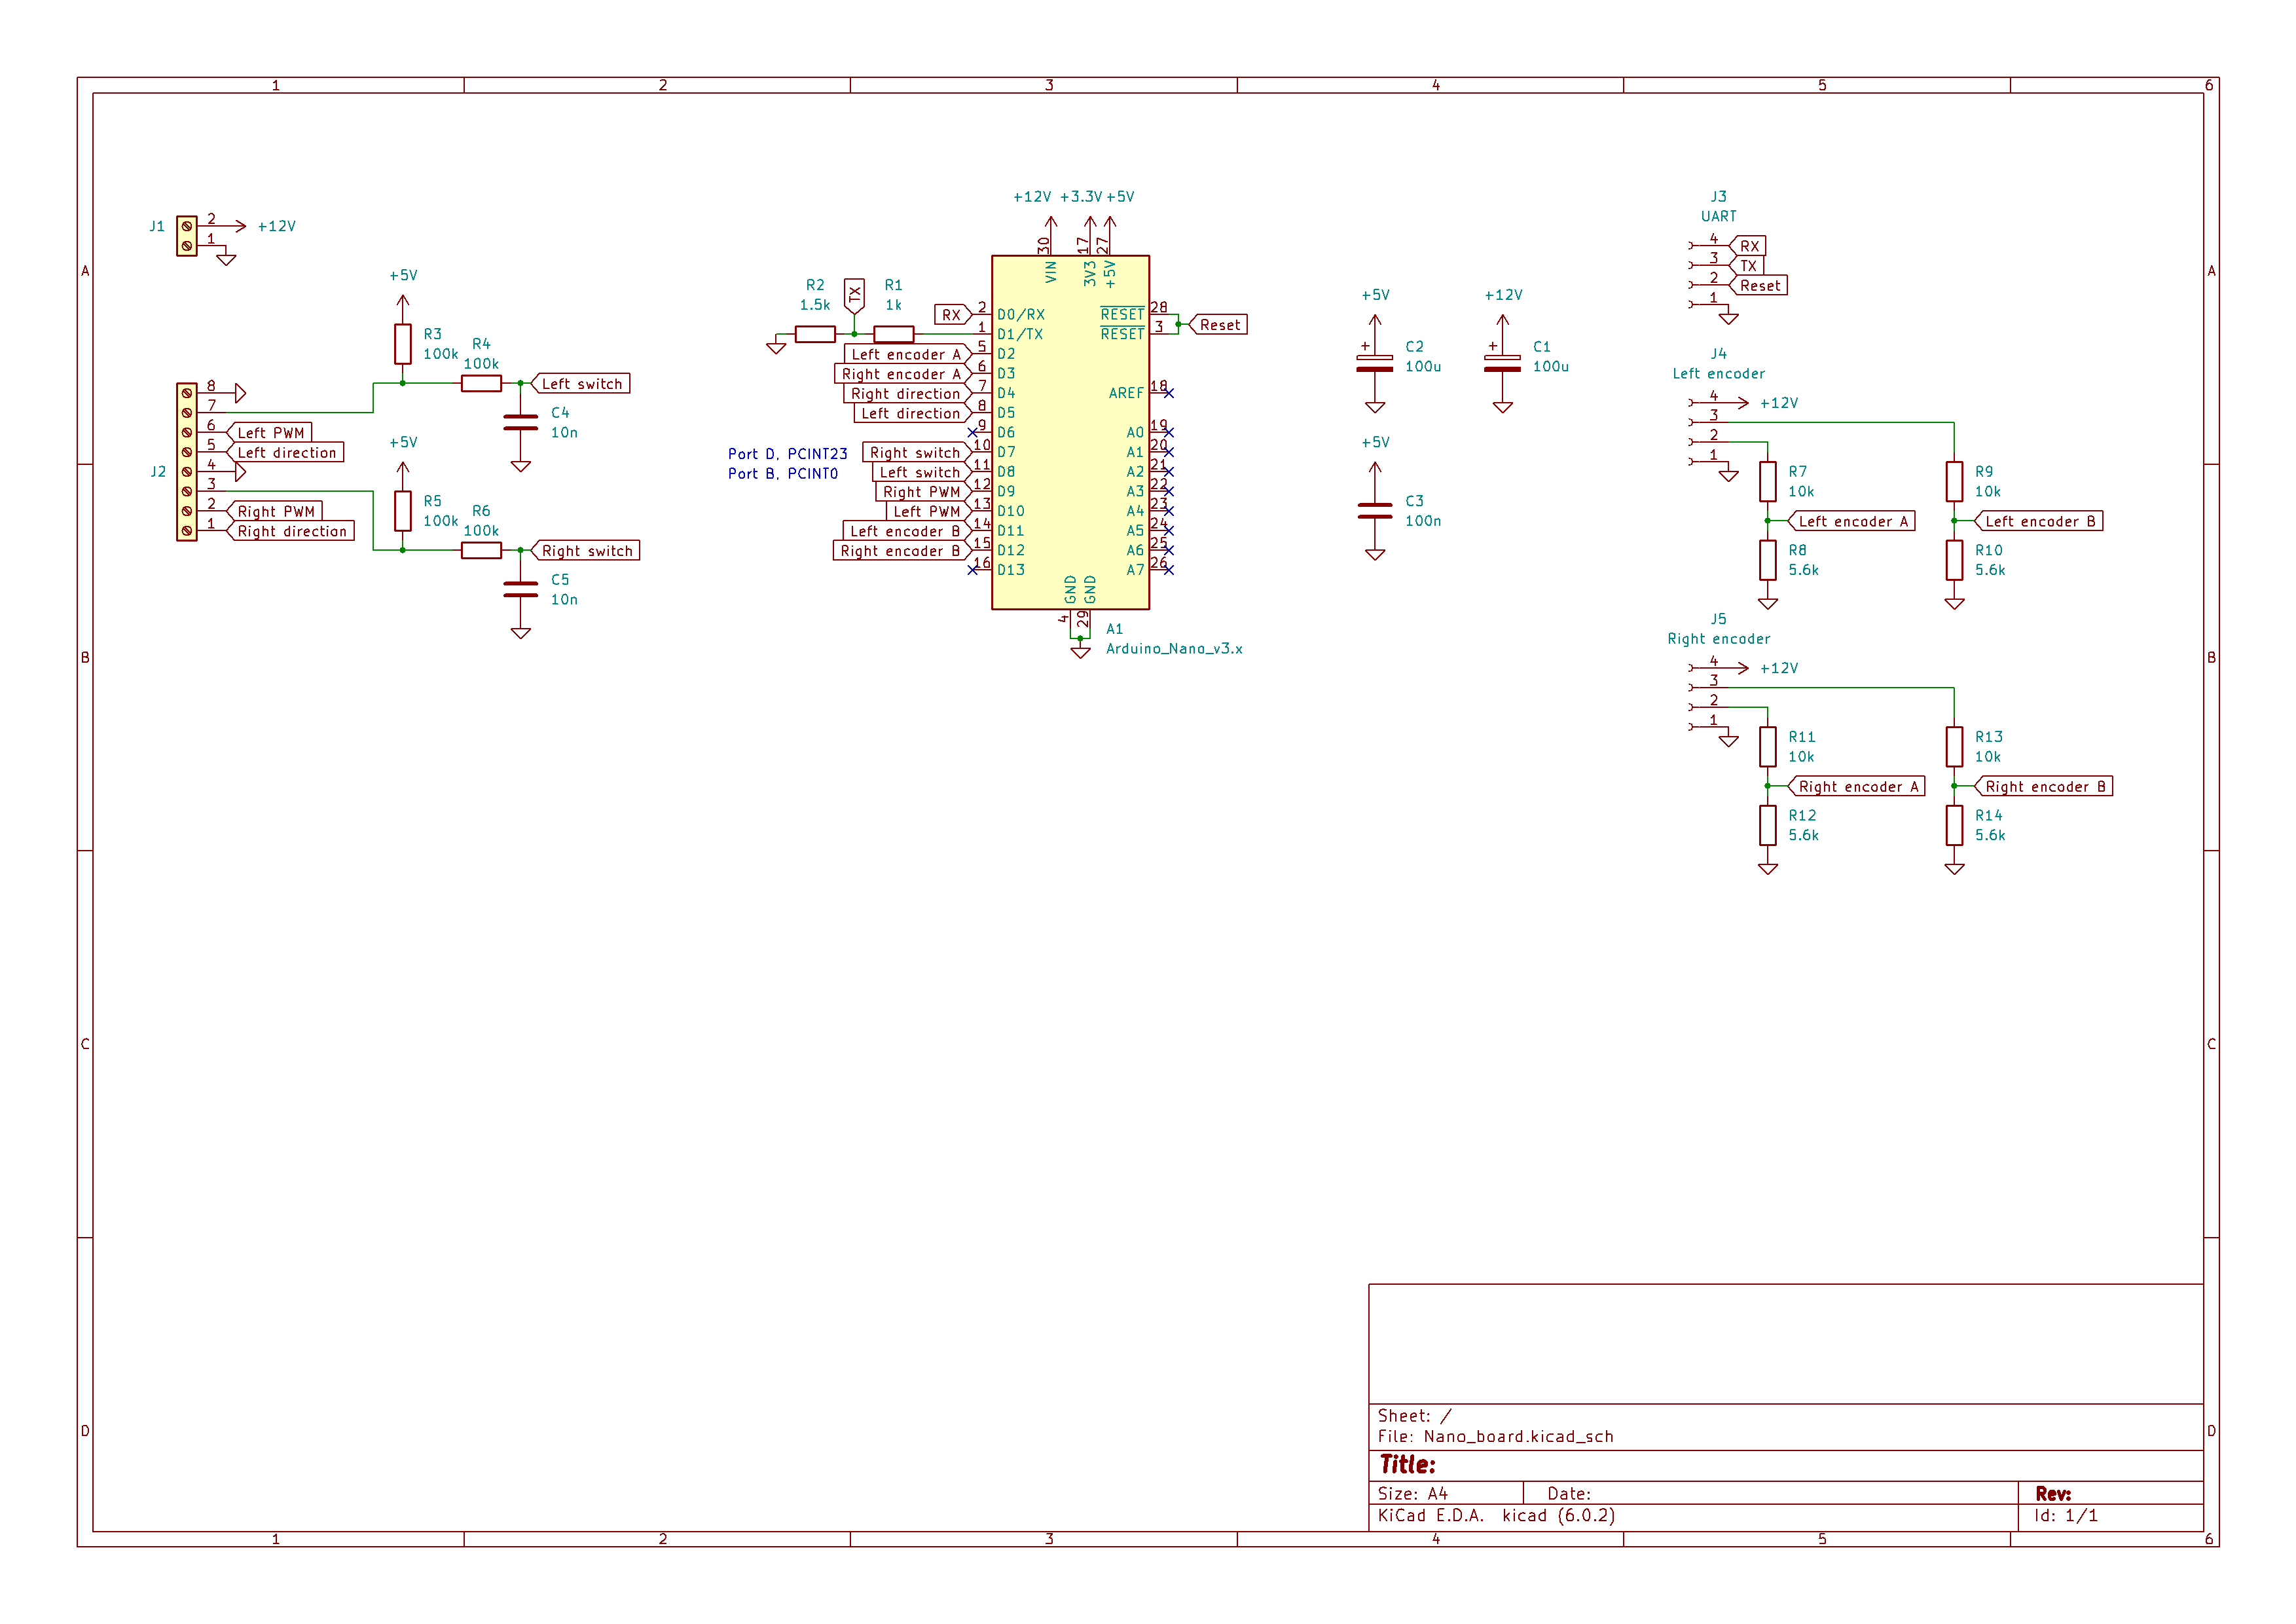 1 2 3 4 5 6
A
B
C
D
J1
2
1
+12V
+5V
R3
100k
R4
100k
Left switch
C4
10n
J2
8
7
6
5
4
3
2
1
Left PWM
Left direction
Right PWM
Right direction
+5V
R5
100k
R6
100k
Right switch
C5
10n
Port D, PCINT23
Port B, PCINT0
R2
1.5k
TX
R1
1k
+12V +3.3V +5V
30 17 27
VIN 3V3 +5V
RX 2 D0/RX
1 D1/TX
Left encoder A 5 D2
Right encoder A 6 D3
Right direction 7 D4
Left direction 8 D5
9 D6
Right switch 10 D7
Left switch 11 D8
Right PWM 12 D9
Left PWM 13 D10
Left encoder B 14 D11
Right encoder B 15 D12
16 D13
RESET 28
RESET 3
Reset
AREF 18
A0 19
A1 20
A2 21
A3 22
A4 23
A5 24
A6 25
A7 26
GND GND
4 29
A1
Arduino_Nano_v3.x
+5V
+
C2
100u
+12V
+
C1
100u
+5V
C3
100n
J3
UART
4 RX
3 TX
2 Reset
1
J4
Left encoder
4 +12V
3
2
1
R7
10k
Left encoder A
R8
5.6k
R9
10k
Left encoder B
R10
5.6k
J5
Right encoder
4 +12V
3
2
1
R11
10k
Right encoder A
R12
5.6k
R13
10k
Right encoder B
R14
5.6k
A
B
C
D
Sheet: /
File: Nano_board.kicad_sch
Title:
Size: A4 Date: Rev:
KiCad E.D.A. kicad (6.0.2) Id: 1/1
1 2 3 4 5 6